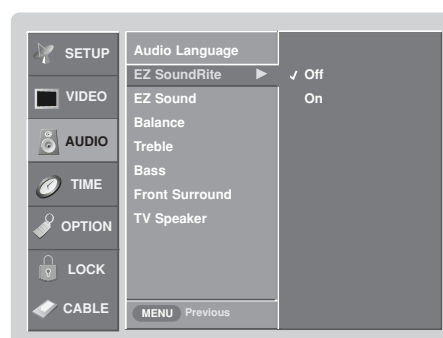 SETUP
VIDEO
AUDIO
TIME
OPTION
LOCK
CABLE
Audio Language
EZ SoundRite
EZ Sound
Balance
Treble
Bass
Front Surround
TV Speaker
MENU Previous
Off
On